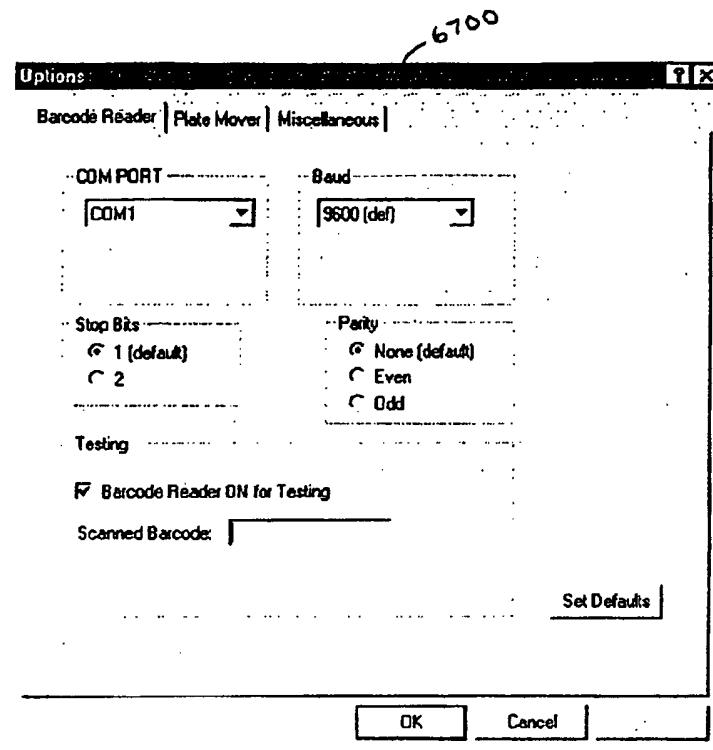 6700
Options
Barcode Reader Plate Mover Miscellaneous
COM PORT Baud
COM1 9600 (def)
Stop Bits Parity
1 (default) None (default)
2 Even
Odd
Testing
Barcode Reader ON for Testing
Scanned Barcode:
Set Defaults
OK Cancel